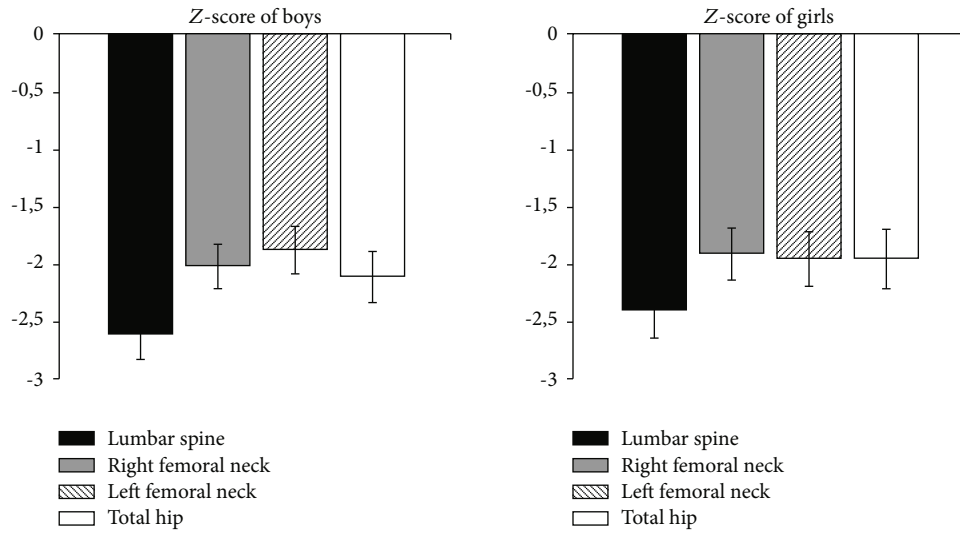 Z-score of boys
0
-0,5
-1
-1,5
-2
-2,5
-3
Lumbar spine
Right femoral neck
Left femoral neck
Total hip
Z-score of girls
0
-0,5
-1
-1,5
-2
-2,5
-3
Lumbar spine
Right femoral neck
Left femoral neck
Total hip